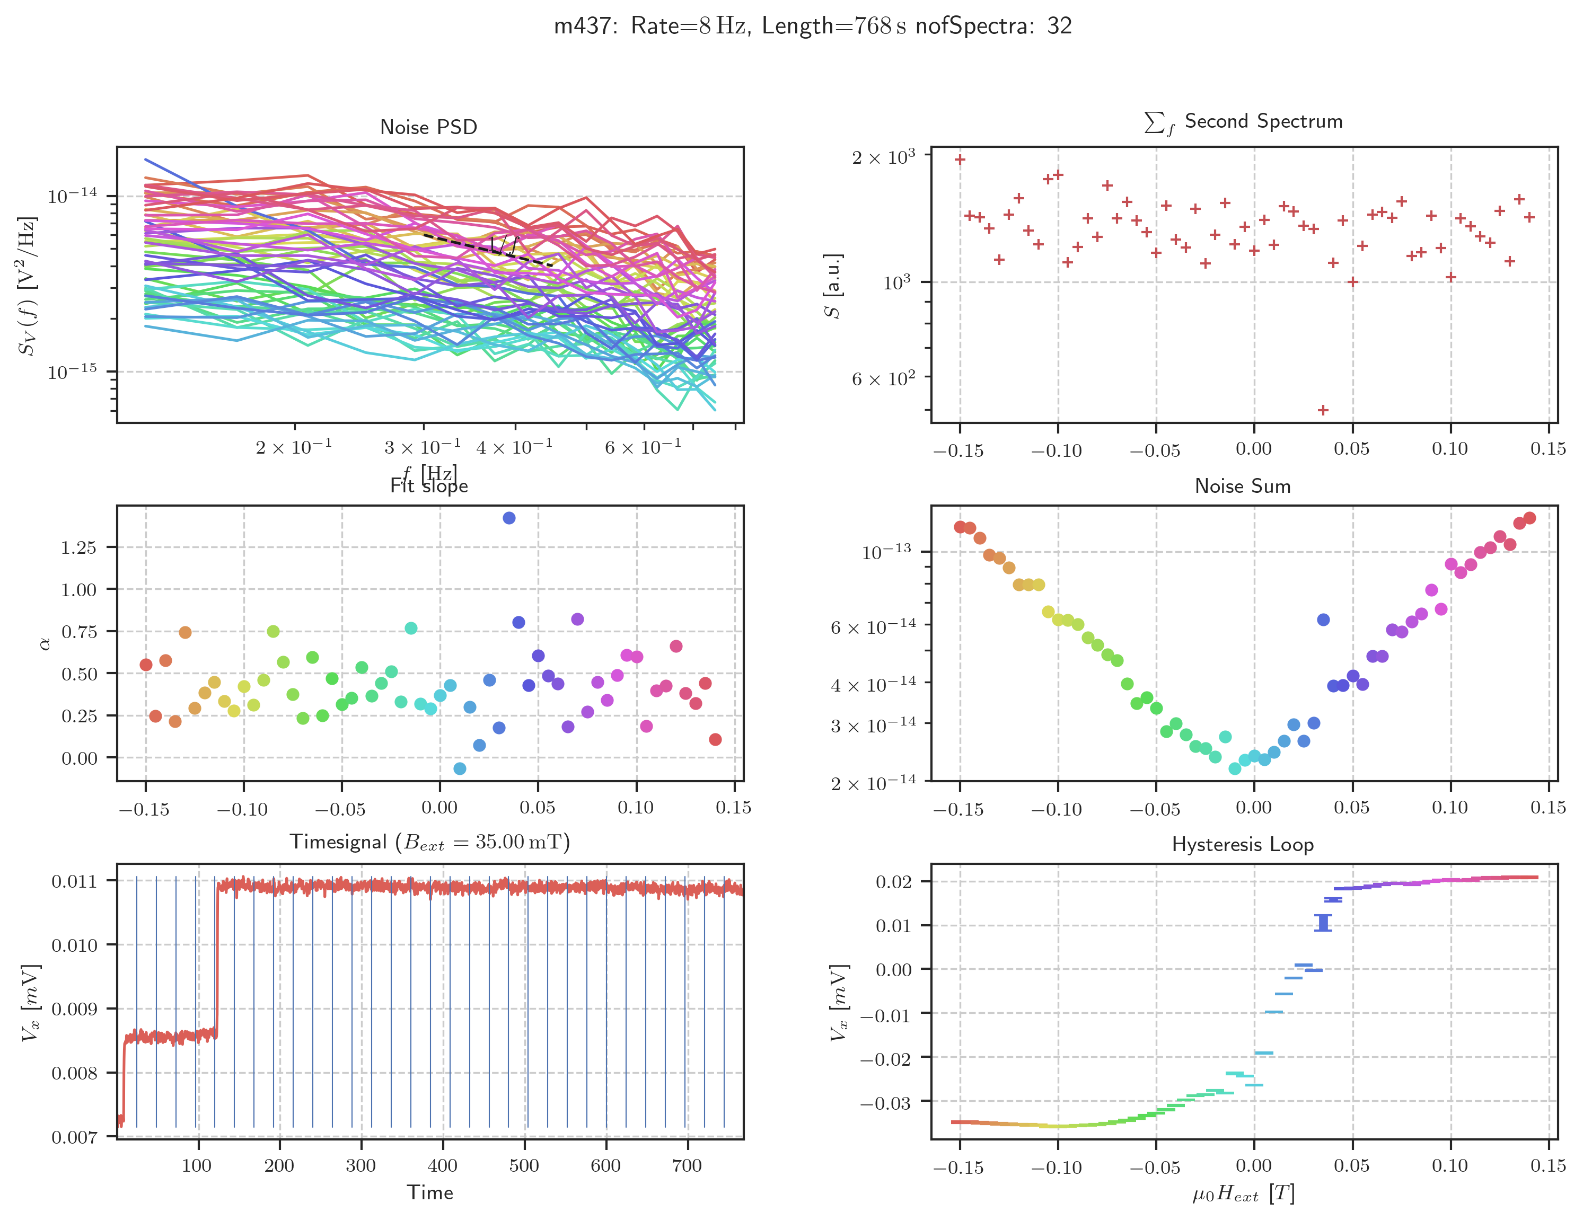 m437: Rate=8 Hz, Length=768 s nofSpectra: 32
Noise PSD
S_V(f) [V²/Hz]
10⁻¹⁴
10⁻¹⁵
1/f
2 × 10⁻¹ 3 × 10⁻¹ 4 × 10⁻¹ 6 × 10⁻¹
f [Hz]
∑_f Second Spectrum
S [a.u.]
2 × 10³
10³
6 × 10²
−0.15 −0.10 −0.05 0.00 0.05 0.10 0.15
Fit slope
α
1.25
1.00
0.75
0.50
0.25
0.00
−0.15 −0.10 −0.05 0.00 0.05 0.10 0.15
Noise Sum
10⁻¹³
6 × 10⁻¹⁴
4 × 10⁻¹⁴
3 × 10⁻¹⁴
2 × 10⁻¹⁴
−0.15 −0.10 −0.05 0.00 0.05 0.10 0.15
Timesignal (B_ext = 35.00 mT)
V_x [mV]
0.011
0.010
0.009
0.008
0.007
100 200 300 400 500 600 700
Time
Hysteresis Loop
V_x [mV]
0.02
0.01
0.00
−0.01
−0.02
−0.03
−0.15 −0.10 −0.05 0.00 0.05 0.10 0.15
μ₀H_ext [T]